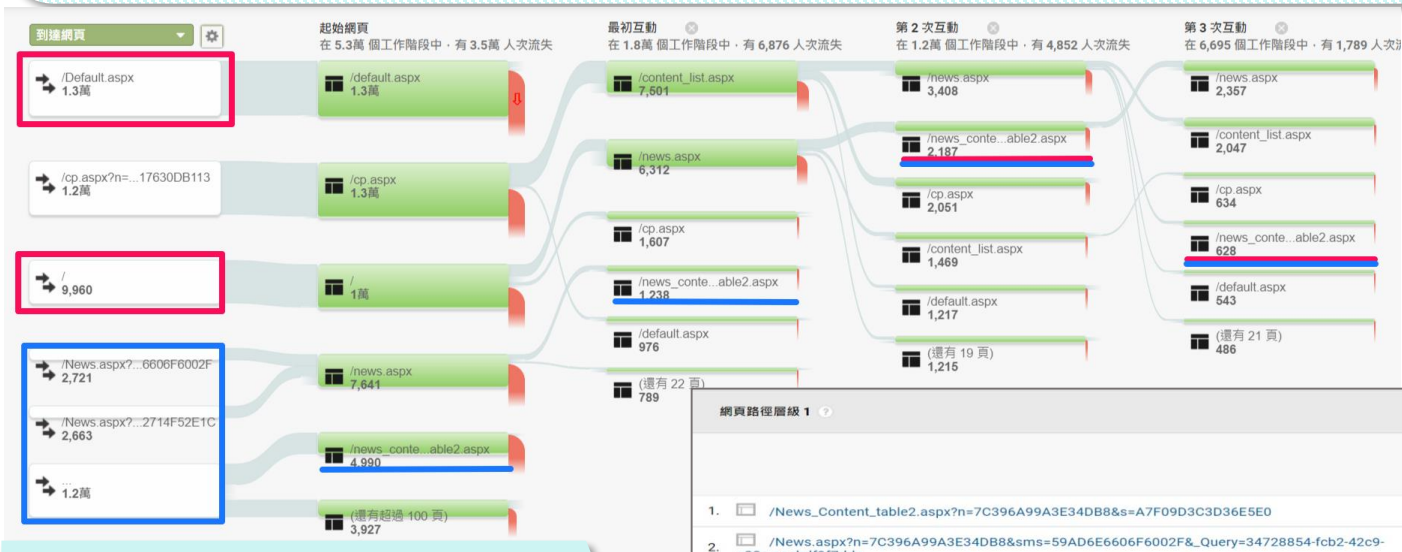 到達網頁
/Default.aspx
1.3萬
/cp.aspx?n=...17630DB113
1.2萬
/
9,960
/News.aspx?...6606F6002F
2,721
/News.aspx?...2714F52E1C
2,663
...
1.2萬
起始網頁
在 5.3萬 個工作階段中，有 3.5萬 人次流失
/default.aspx
1.3萬
/cp.aspx
1.3萬
/
1萬
/news.aspx
7,641
/news_conte...able2.aspx
4,990
(還有超過 100 頁)
3,927
最初互動
在 1.8萬 個工作階段中，有 6,876 人次流失
/content_list.aspx
7,501
/news.aspx
6,312
/cp.aspx
1,607
/news_conte...able2.aspx
1,238
/default.aspx
976
(還有 22 頁)
789
第 2 次互動
在 1.2萬 個工作階段中，有 4,852 人次流失
/news.aspx
3,408
/news_conte...able2.aspx
2,187
/cp.aspx
2,051
/content_list.aspx
1,469
/default.aspx
1,217
(還有 19 頁)
1,215
第 3 次互動
在 6,695 個工作階段中，有 1,789 人次
/news.aspx
2,357
/content_list.aspx
2,047
/cp.aspx
634
/news_conte...able2.aspx
628
/default.aspx
543
(還有 21 頁)
486
網頁路徑層級 1
1. /News_Content_table2.aspx?n=7C396A99A3E34DB8&s=A7F09D3C3D36E5E0
2. /News.aspx?n=7C396A99A3E34DB8&sms=59AD6E6606F6002F&_Query=34728854-fcb2-42c9-